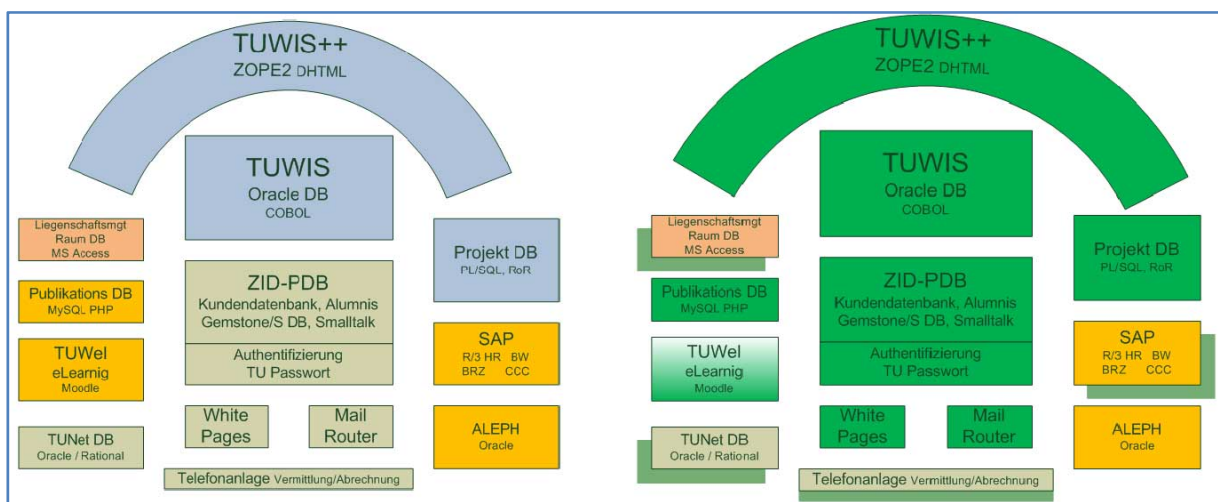 TUWIS++
ZOPE2 DHTML
TUWIS
Oracle DB
COBOL
Liegenschaftsmgt
Raum DB
MS Access
Projekt DB
PL/SQL, RoR
ZID-PDB
Kundendatenbank, Alumnis
Gemstone/S DB, Smalltalk
Publikations DB
MySQL PHP
SAP
R/3 HR BW
BRZ CCC
TUWel
eLearnig
Moodle
Authentifizierung
TU Passwort
White
Pages
Mail
Router
ALEPH
Oracle
TUNet DB
Oracle / Rational
Telefonanlage Vermittlung/Abrechnung
TUWIS++
ZOPE2 DHTML
TUWIS
Oracle DB
COBOL
Liegenschaftsmgt
Raum DB
MS Access
Projekt DB
PL/SQL, RoR
ZID-PDB
Kundendatenbank, Alumnis
Gemstone/S DB, Smalltalk
Publikations DB
MySQL PHP
SAP
R/3 HR BW
BRZ CCC
TUWel
eLearnig
Moodle
Authentifizierung
TU Passwort
White
Pages
Mail
Router
ALEPH
Oracle
TUNet DB
Oracle / Rational
Telefonanlage Vermittlung/Abrechnung